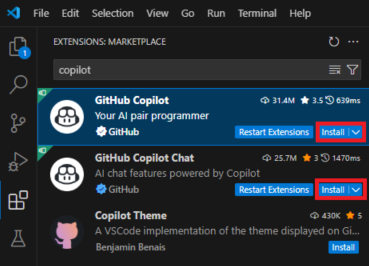 File Edit Selection View Go Run Terminal Help
EXTENSIONS: MARKETPLACE
copilot
1
GitHub Copilot 31.4M 3.5 639ms
Your AI pair programmer
GitHub Restart Extensions Install
GitHub Copilot Chat 25.7M 3 1470ms
AI chat features powered by Copilot
GitHub Restart Extensions Install
Copilot Theme 430K 5
A VSCode implementation of the theme displayed on Gi...
Benjamin Benais Install